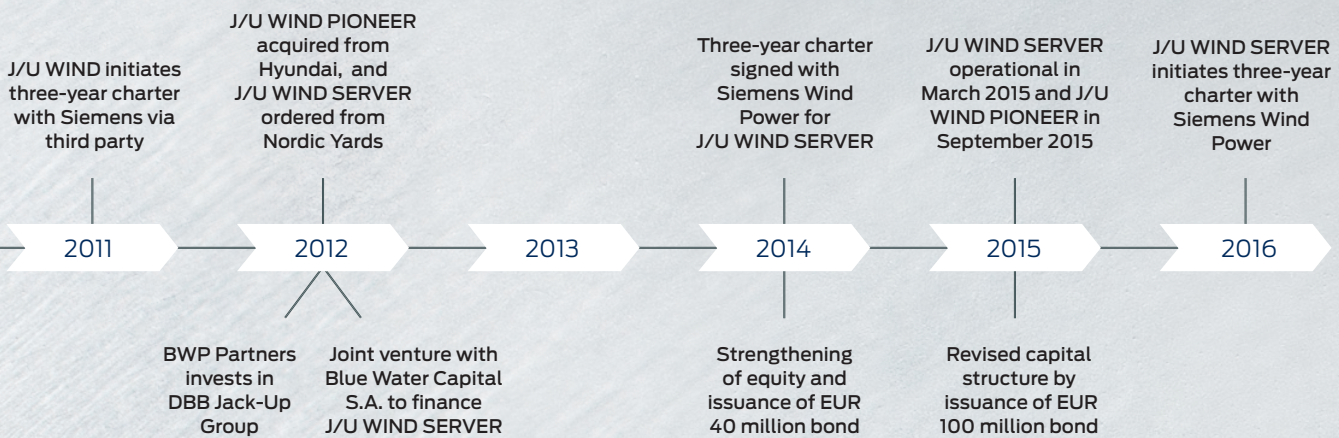 J/U WIND initiates
three-year charter
with Siemens via
third party
J/U WIND PIONEER
acquired from
Hyundai, and
J/U WIND SERVER
ordered from
Nordic Yards
Three-year charter
signed with
Siemens Wind
Power for
J/U WIND SERVER
J/U WIND SERVER
operational in
March 2015 and J/U
WIND PIONEER in
September 2015
J/U WIND SERVER
initiates three-year
charter with
Siemens Wind
Power
2011
2012
2013
2014
2015
2016
BWP Partners
invests in
DBB Jack-Up
Group
Joint venture with
Blue Water Capital
S.A. to finance
J/U WIND SERVER
Strengthening
of equity and
issuance of EUR
40 million bond
Revised capital
structure by
issuance of EUR
100 million bond